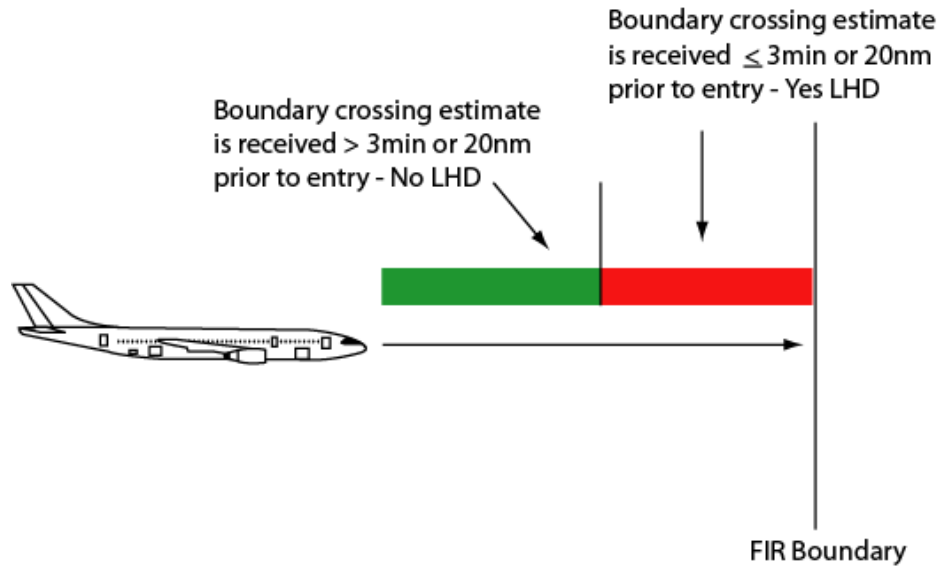 Boundary crossing estimate
is received ≤ 3min or 20nm
prior to entry - Yes LHD
Boundary crossing estimate
is received > 3min or 20nm
prior to entry - No LHD
FIR Boundary